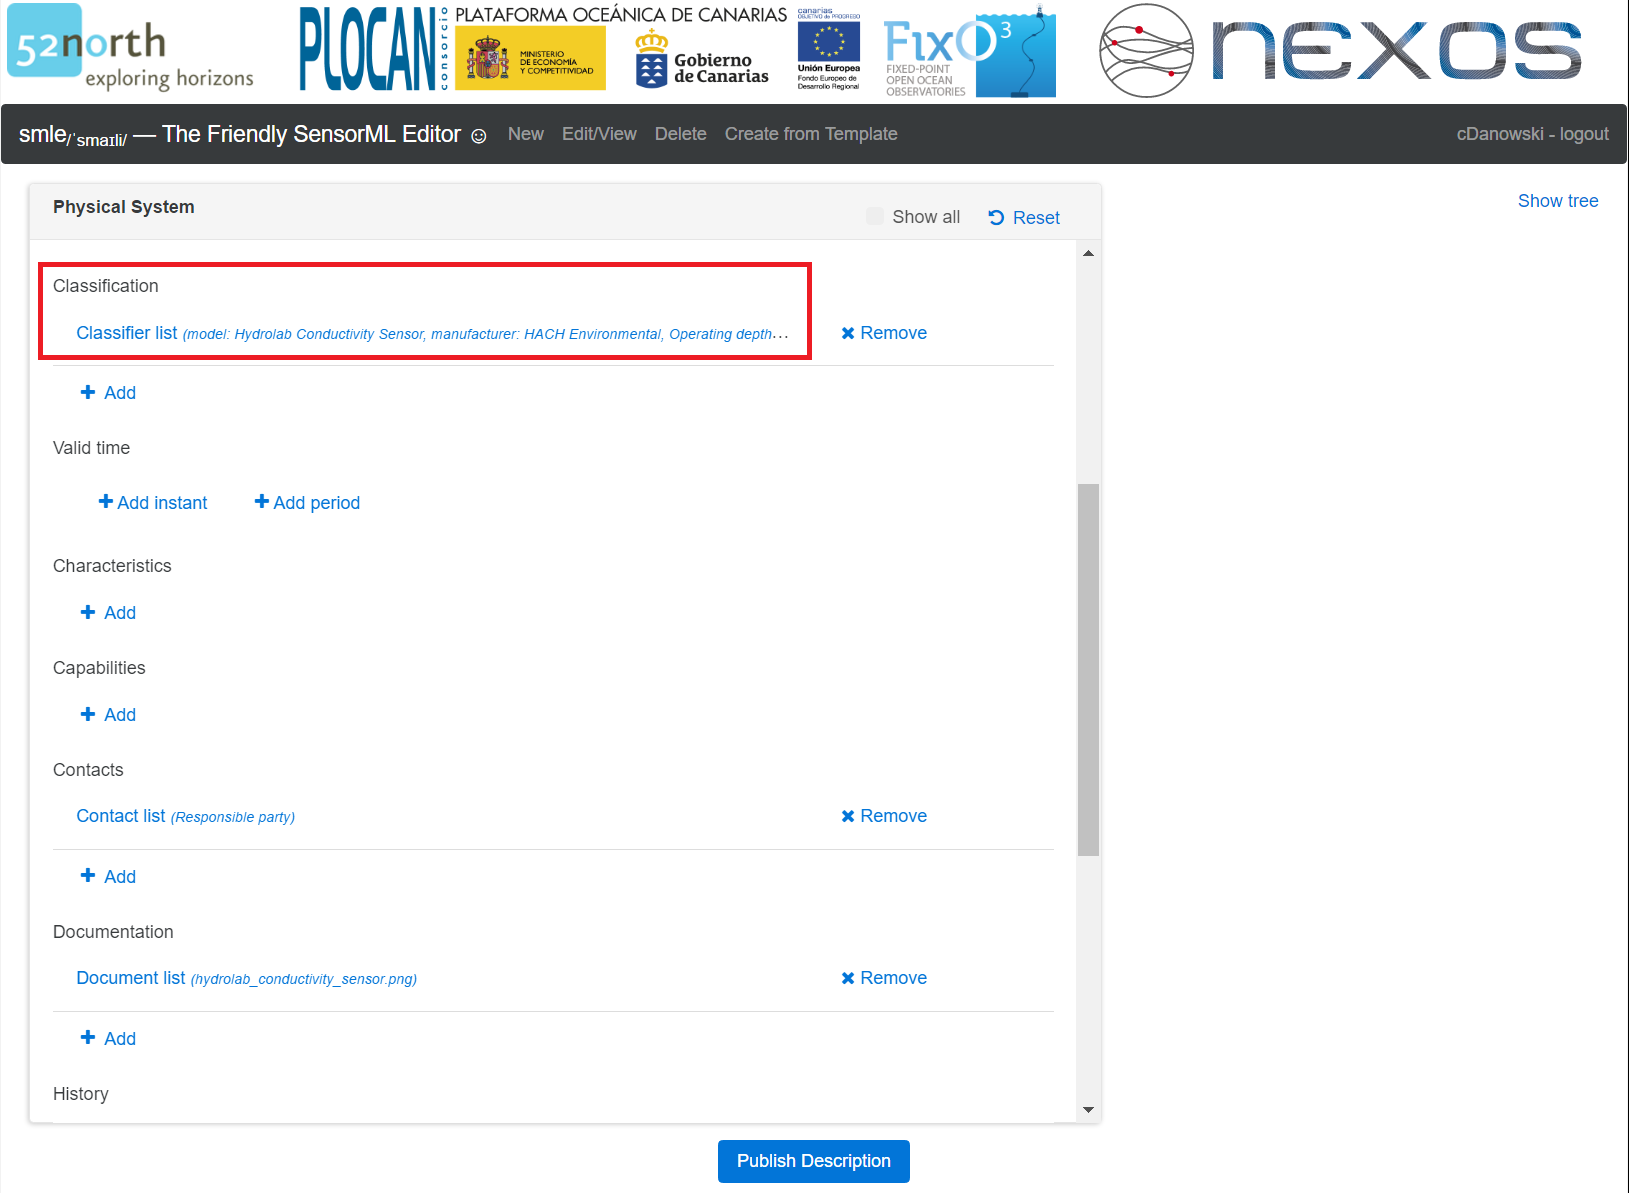 52north
exploring horizons
PLOCAN
consorcio
PLATAFORMA OCEÁNICA DE CANARIAS
MINISTERIO
DE ECONOMÍA
Y COMPETITIVIDAD
Gobierno
de Canarias
canarias
OBJETIVO DE PROGRESO
Unión Europea
Fondo Europeo de
Desarrollo Regional
FixO3
FIXED-POINT
OPEN OCEAN
OBSERVATORIES
nexos
smle/ˈsmaɪli/ — The Friendly SensorML Editor ☺ New Edit/View Delete Create from Template cDanowski - logout
Physical System
Show all Reset
Show tree
Classification
Classifier list (model: Hydrolab Conductivity Sensor, manufacturer: HACH Environmental, Operating depth... Remove
Add
Valid time
Add instant Add period
Characteristics
Add
Capabilities
Add
Contacts
Contact list (Responsible party) Remove
Add
Documentation
Document list (hydrolab_conductivity_sensor.png) Remove
Add
History
Publish Description